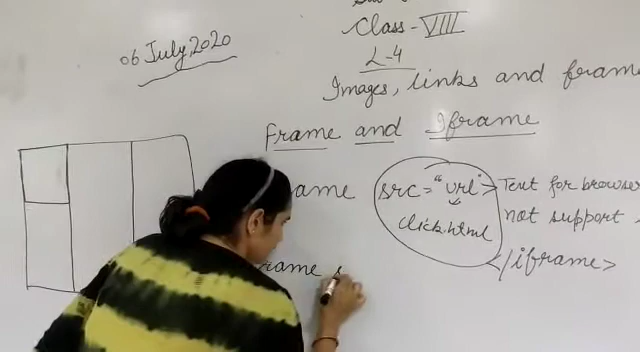 06 July, 2020
Class - VIII
L-4
Images, links and frame
Frame and Iframe
ame src = "url"> Text for browser
click.html not support
</iframe>
rame